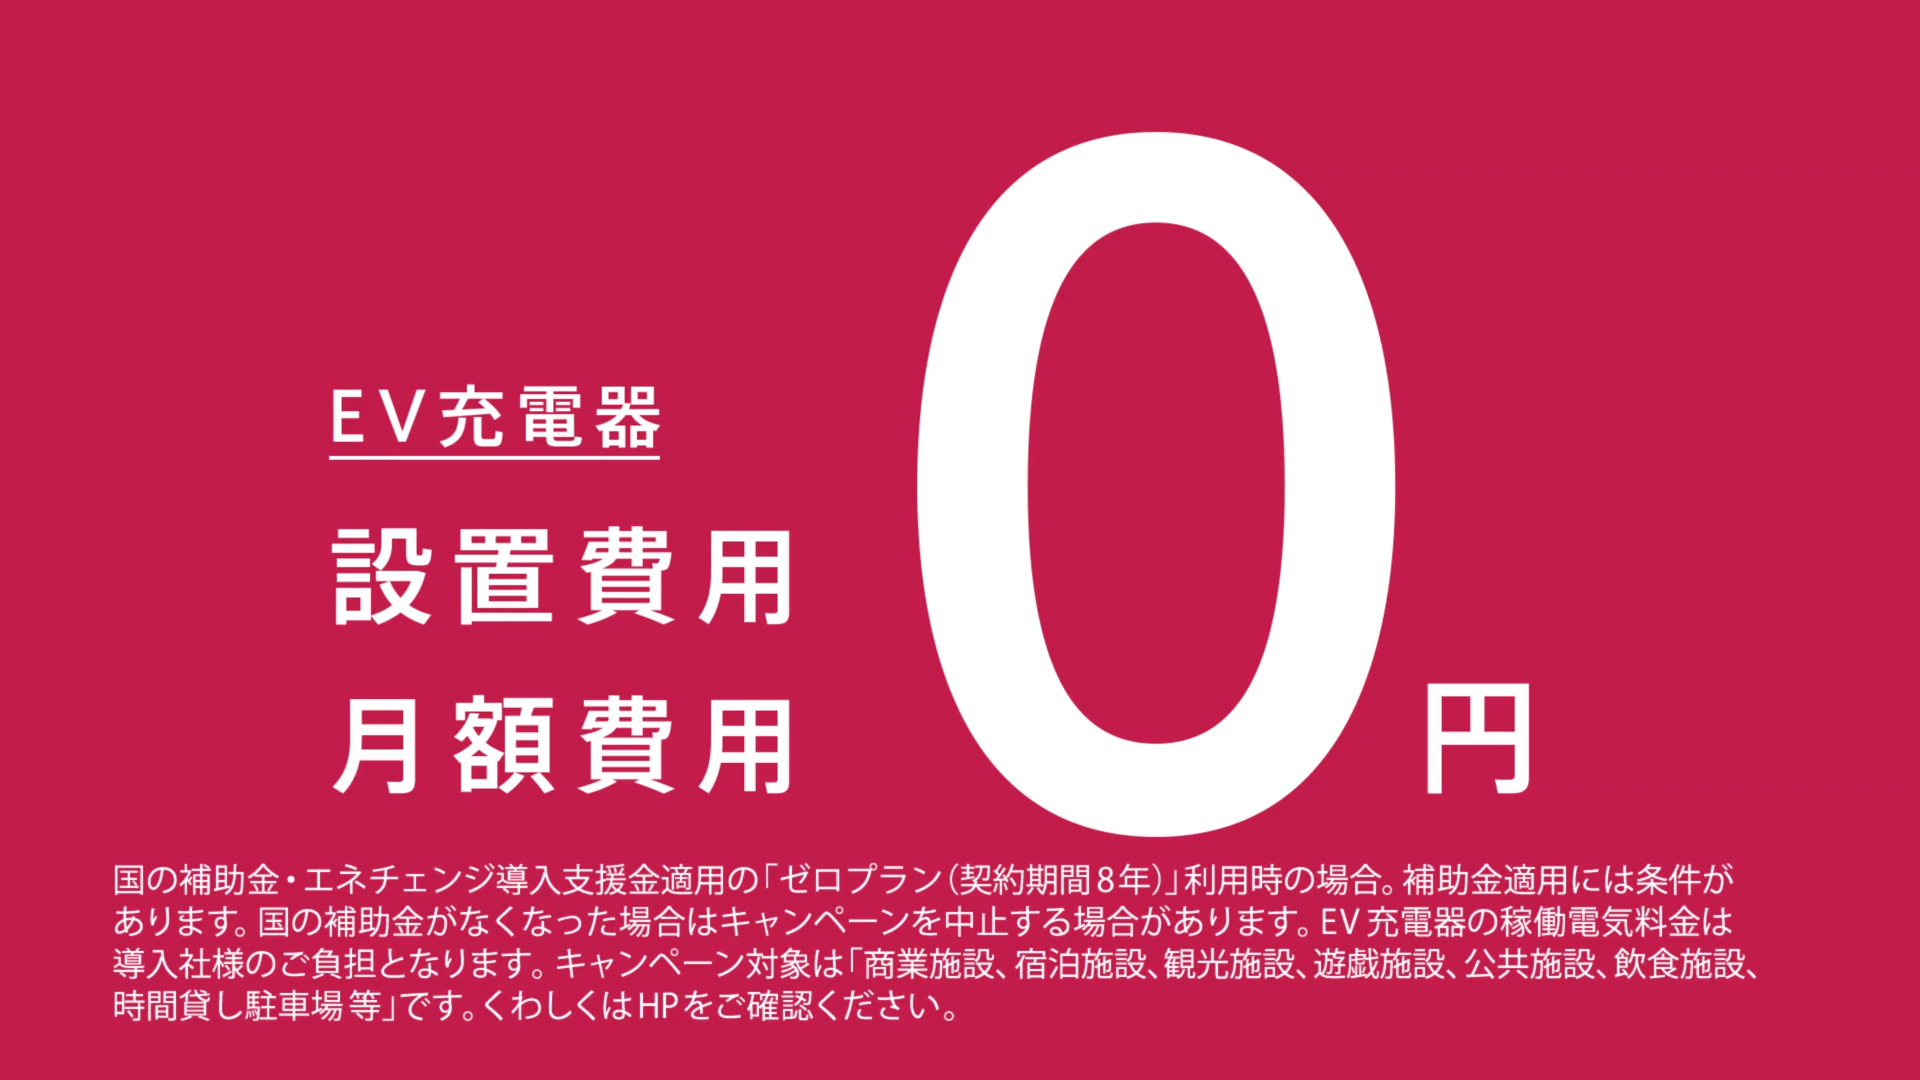 EV充電器
設置費用
月額費用
0円
国の補助金・エネチェンジ導入支援金適用の「ゼロプラン（契約期間8年）」利用時の場合。補助金適用には条件が
あります。国の補助金がなくなった場合はキャンペーンを中止する場合があります。EV充電器の稼働電気料金は
導入社様のご負担となります。キャンペーン対象は「商業施設、宿泊施設、観光施設、遊戯施設、公共施設、飲食施設、
時間貸し駐車場 等」です。くわしくはHPをご確認ください。